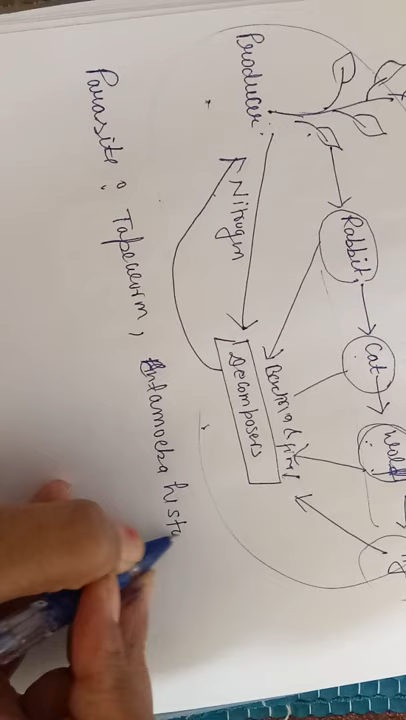 Producer
Rabbit
Cat
Nitrogen
Bacteria & fungi
Decomposers
Parasite : Tapeworm, Entamoeba histo